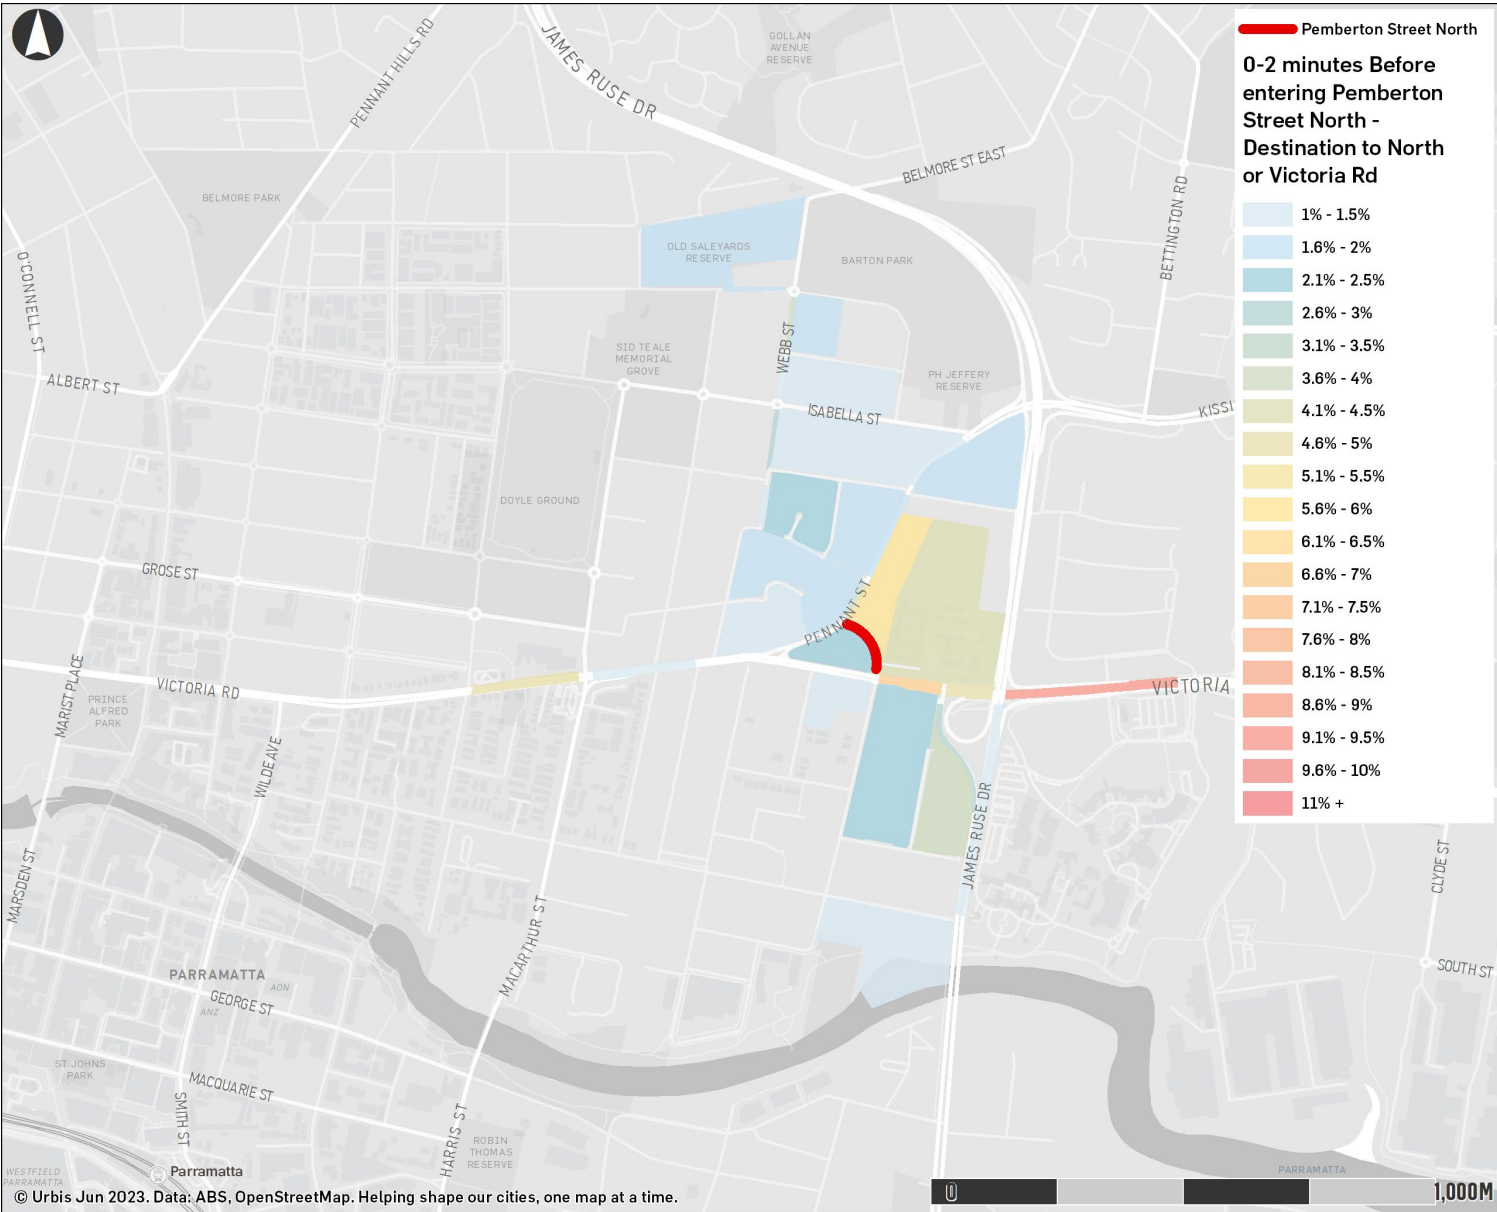 Pemberton Street North
0-2 minutes Before
entering Pemberton
Street North -
Destination to North
or Victoria Rd
1% - 1.5%
1.6% - 2%
2.1% - 2.5%
2.6% - 3%
3.1% - 3.5%
3.6% - 4%
4.1% - 4.5%
4.6% - 5%
5.1% - 5.5%
5.6% - 6%
6.1% - 6.5%
6.6% - 7%
7.1% - 7.5%
7.6% - 8%
8.1% - 8.5%
8.6% - 9%
9.1% - 9.5%
9.6% - 10%
11% +
GOLLAN
AVENUE
RESERVE
PENNANT HILLS RD
JAMES RUSE DR
BELMORE ST EAST
BELMORE PARK
BETTINGTON RD
O'CONNELL ST
OLD SALEYARDS
RESERVE
BARTON PARK
WEBB ST
SID TEALE
MEMORIAL
GROVE
PH JEFFERY
RESERVE
ALBERT ST
ISABELLA ST
KISSI
DOYLE GROUND
GROSE ST
PENNANT ST
VICTORIA RD
VICTORIA
MARIST PLACE
PRINCE
ALFRED
PARK
WILDE AVE
JAMES RUSE DR
MARSDEN ST
CLYDE ST
MACARTHUR ST
PARRAMATTA
AON
GEORGE ST
ANZ
SOUTH ST
ST JOHNS
PARK
MACQUARIE ST
SMITH ST
HARRIS ST
ROBIN
THOMAS
RESERVE
WESTFIELD
PARRAMATTA
Parramatta
PARRAMATTA
© Urbis Jun 2023. Data: ABS, OpenStreetMap. Helping shape our cities, one map at a time.
0
1,000M